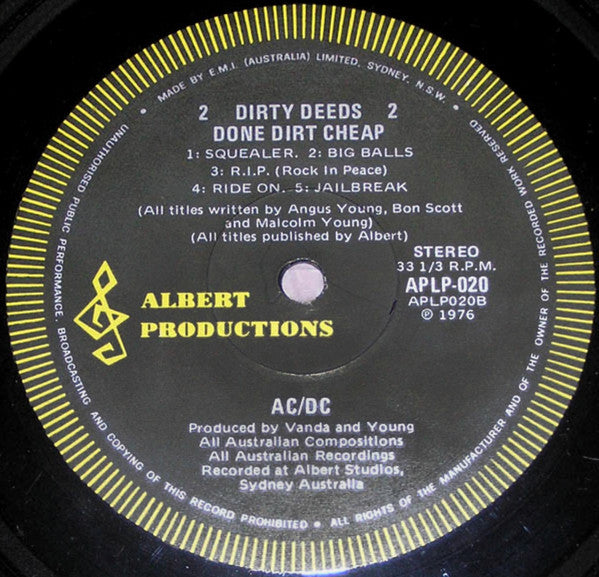 • MADE BY E.M.I. (AUSTRALIA) LIMITED. SYDNEY, N.S.W. •
2 DIRTY DEEDS 2
DONE DIRT CHEAP
1: SQUEALER. 2: BIG BALLS
3: R.I.P. (Rock In Peace)
4: RIDE ON. 5: JAILBREAK
(All titles written by Angus Young, Bon Scott
and Malcolm Young)
(All titles published by Albert)
STEREO
33 1/3 R.P.M.
APLP-020
APLP020B
℗ 1976
ALBERT
PRODUCTIONS
AC/DC
Produced by Vanda and Young
All Australian Compositions
All Australian Recordings
Recorded at Albert Studios,
Sydney Australia
UNAUTHORISED PUBLIC PERFORMANCE, BROADCASTING AND COPYING OF THIS RECORD PROHIBITED • ALL RIGHTS OF THE MANUFACTURER AND OF THE OWNER OF THE RECORDED WORK RESERVED